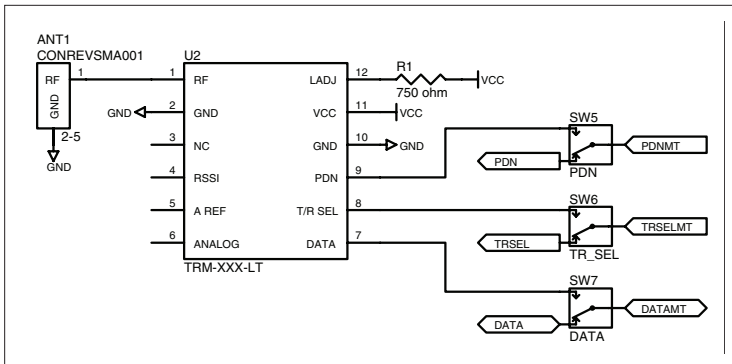 ANT1
CONREVSMA001
RF
1
GND
2-5
GND
U2
1 RF
GND 2 GND
3 NC
4 RSSI
5 A REF
6 ANALOG
LADJ 12
VCC 11 VCC
GND 10 GND
PDN 9
T/R SEL 8
DATA 7
TRM-XXX-LT
R1
750 ohm
VCC
SW5
PDNMT
PDN
PDN
SW6
TRSELMT
TRSEL
TR_SEL
SW7
DATAMT
DATA
DATA